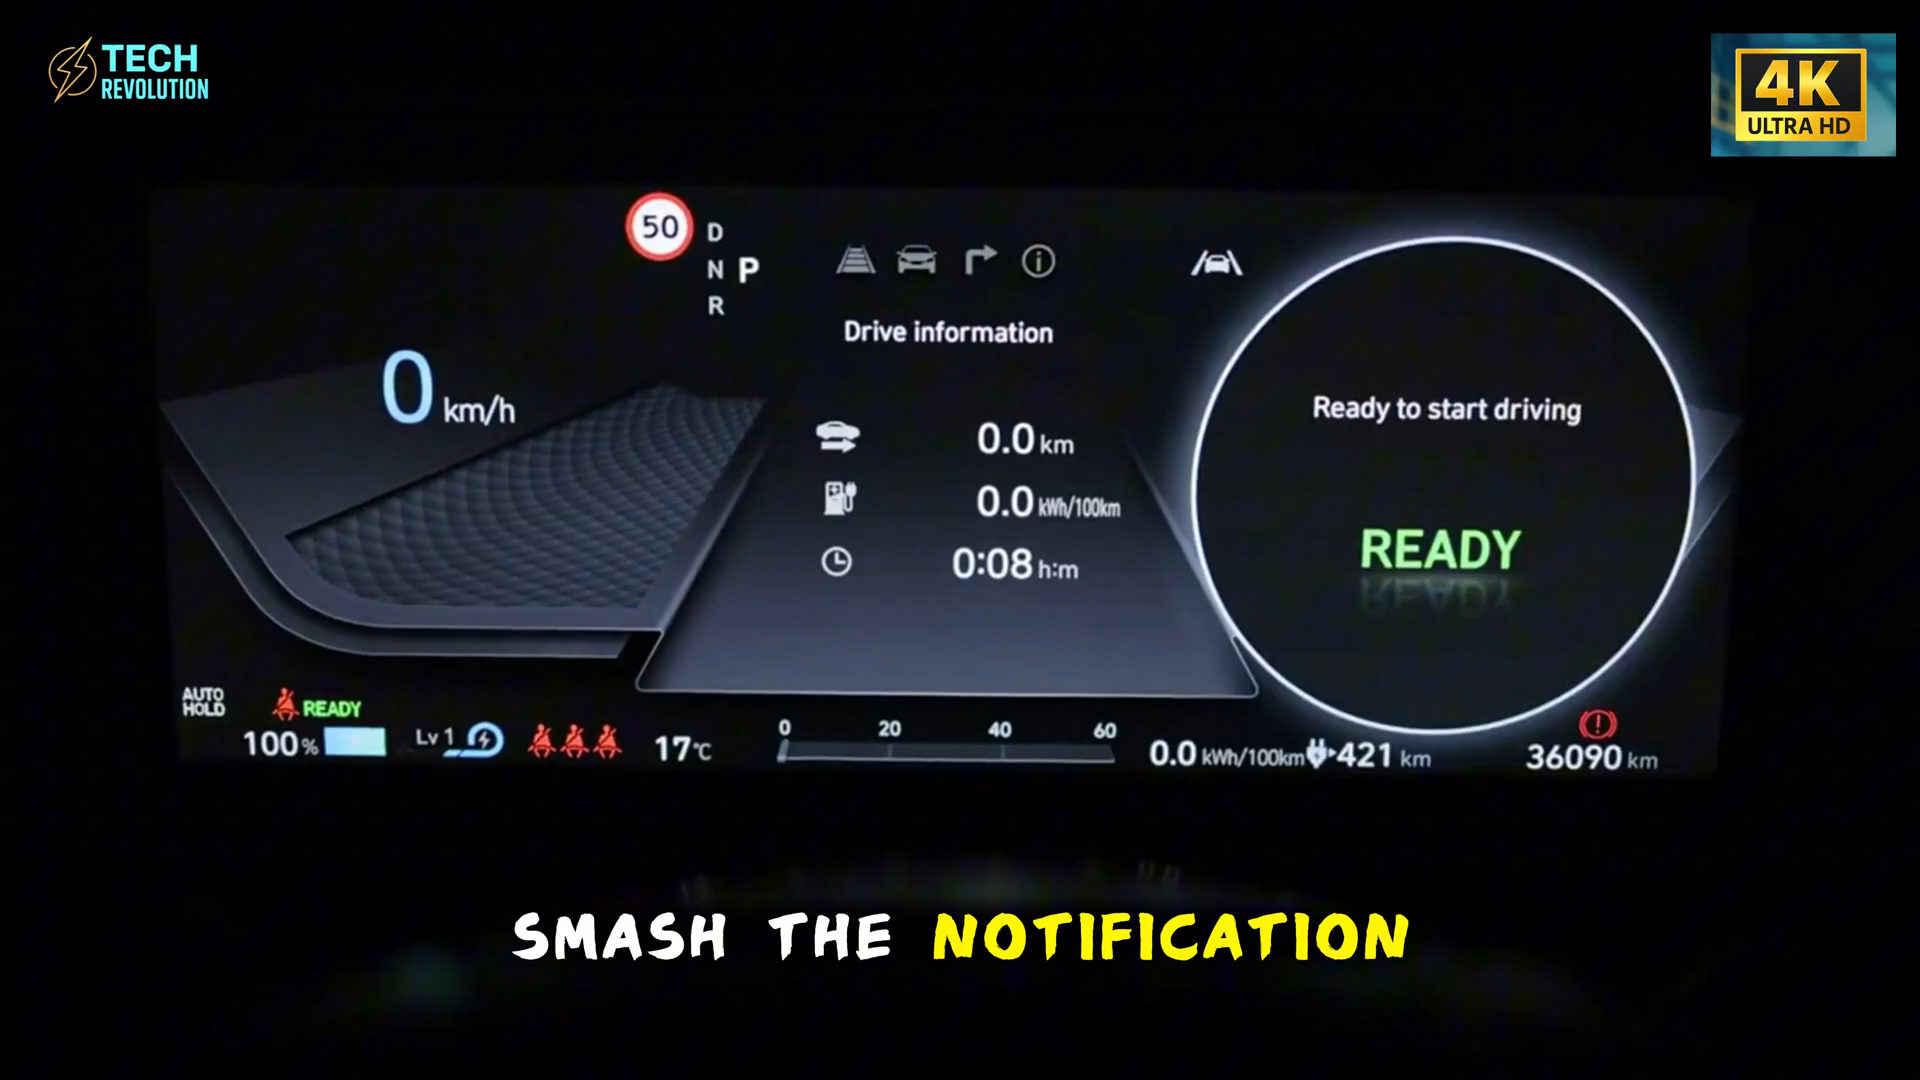 TECH
REVOLUTION
4K
ULTRA HD
50
D
N P
R
Drive information
0 km/h
0.0 km
0.0 kWh/100km
0:08 h:m
Ready to start driving
READY
AUTO
HOLD
READY
100%
Lv 1
17°C
0 20 40 60
0.0 kWh/100km
421 km
36090 km
SMASH THE NOTIFICATION